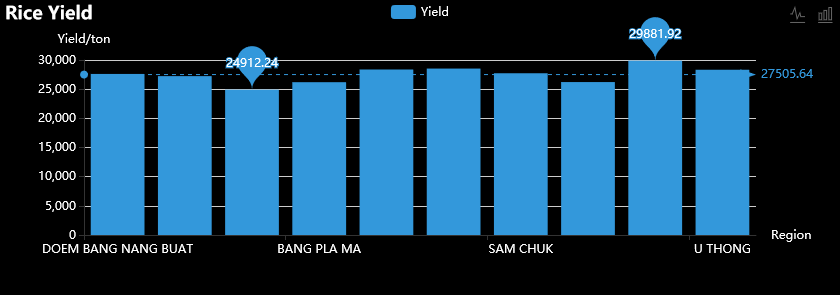 Rice Yield
Yield
Yield/ton
30,000
25,000
20,000
15,000
10,000
5,000
0
24912.24
29881.92
27505.64
DOEM BANG NANG BUAT
BANG PLA MA
SAM CHUK
U THONG
Region